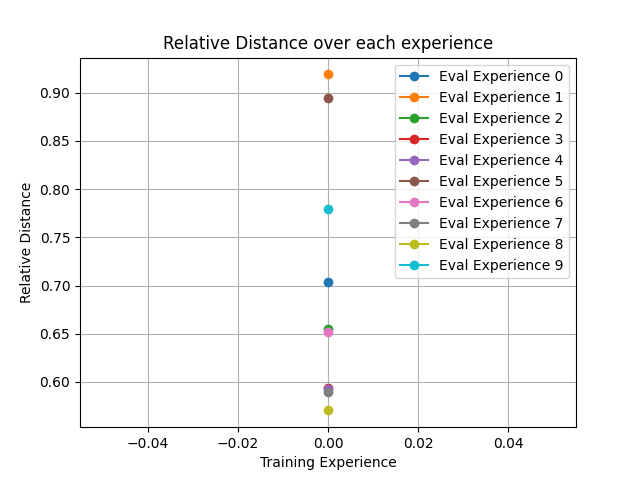 Relative Distance over each experience
Relative Distance
0.90
0.85
0.80
0.75
0.70
0.65
0.60
Eval Experience 0
Eval Experience 1
Eval Experience 2
Eval Experience 3
Eval Experience 4
Eval Experience 5
Eval Experience 6
Eval Experience 7
Eval Experience 8
Eval Experience 9
−0.04 −0.02 0.00 0.02 0.04
Training Experience